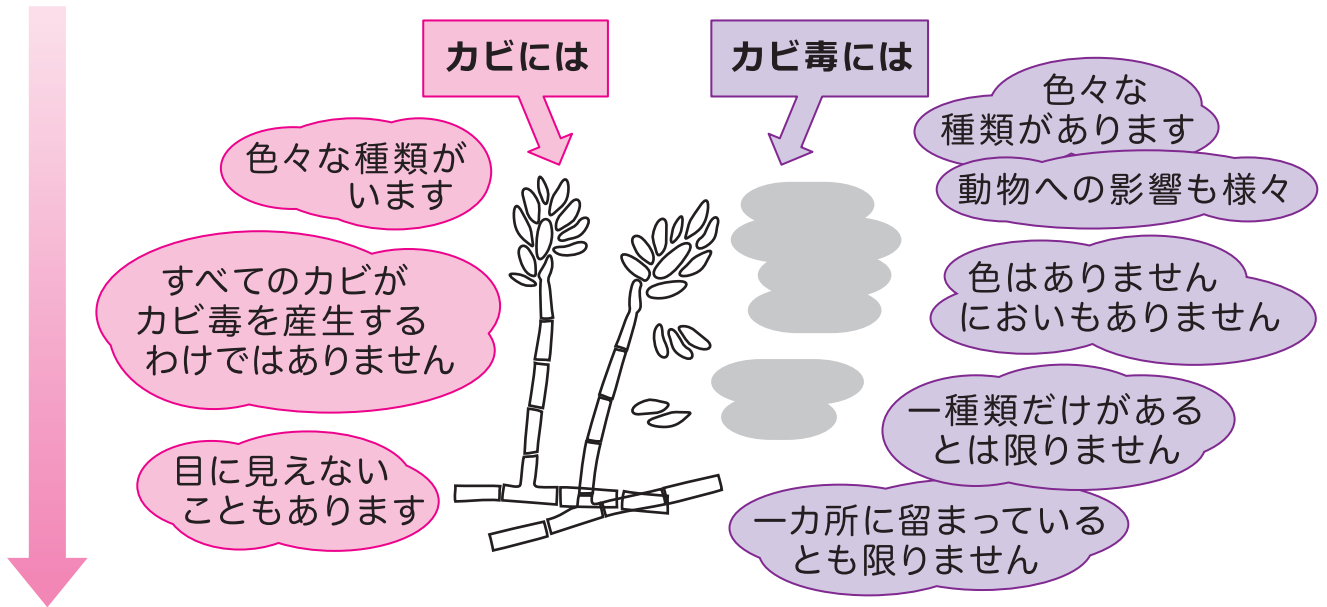 カビには
色々な種類が
います
すべてのカビが
カビ毒を産生する
わけではありません
目に見えない
こともあります
カビ毒には
色々な
種類があります
動物への影響も様々
色はありません
においもありません
一種類だけがある
とは限りません
一カ所に留まっている
とも限りません